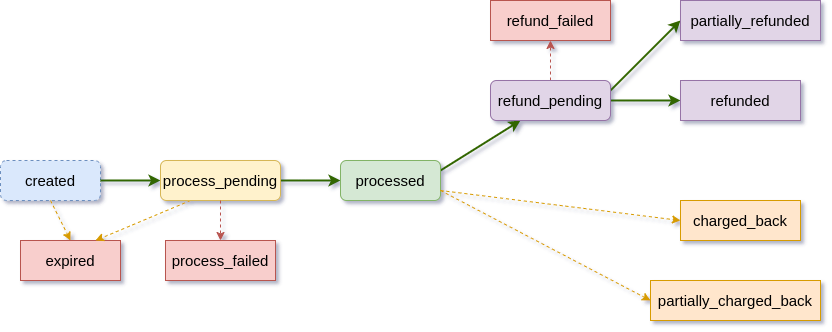 refund_failed
partially_refunded
refund_pending
refunded
created
process_pending
processed
charged_back
expired
process_failed
partially_charged_back